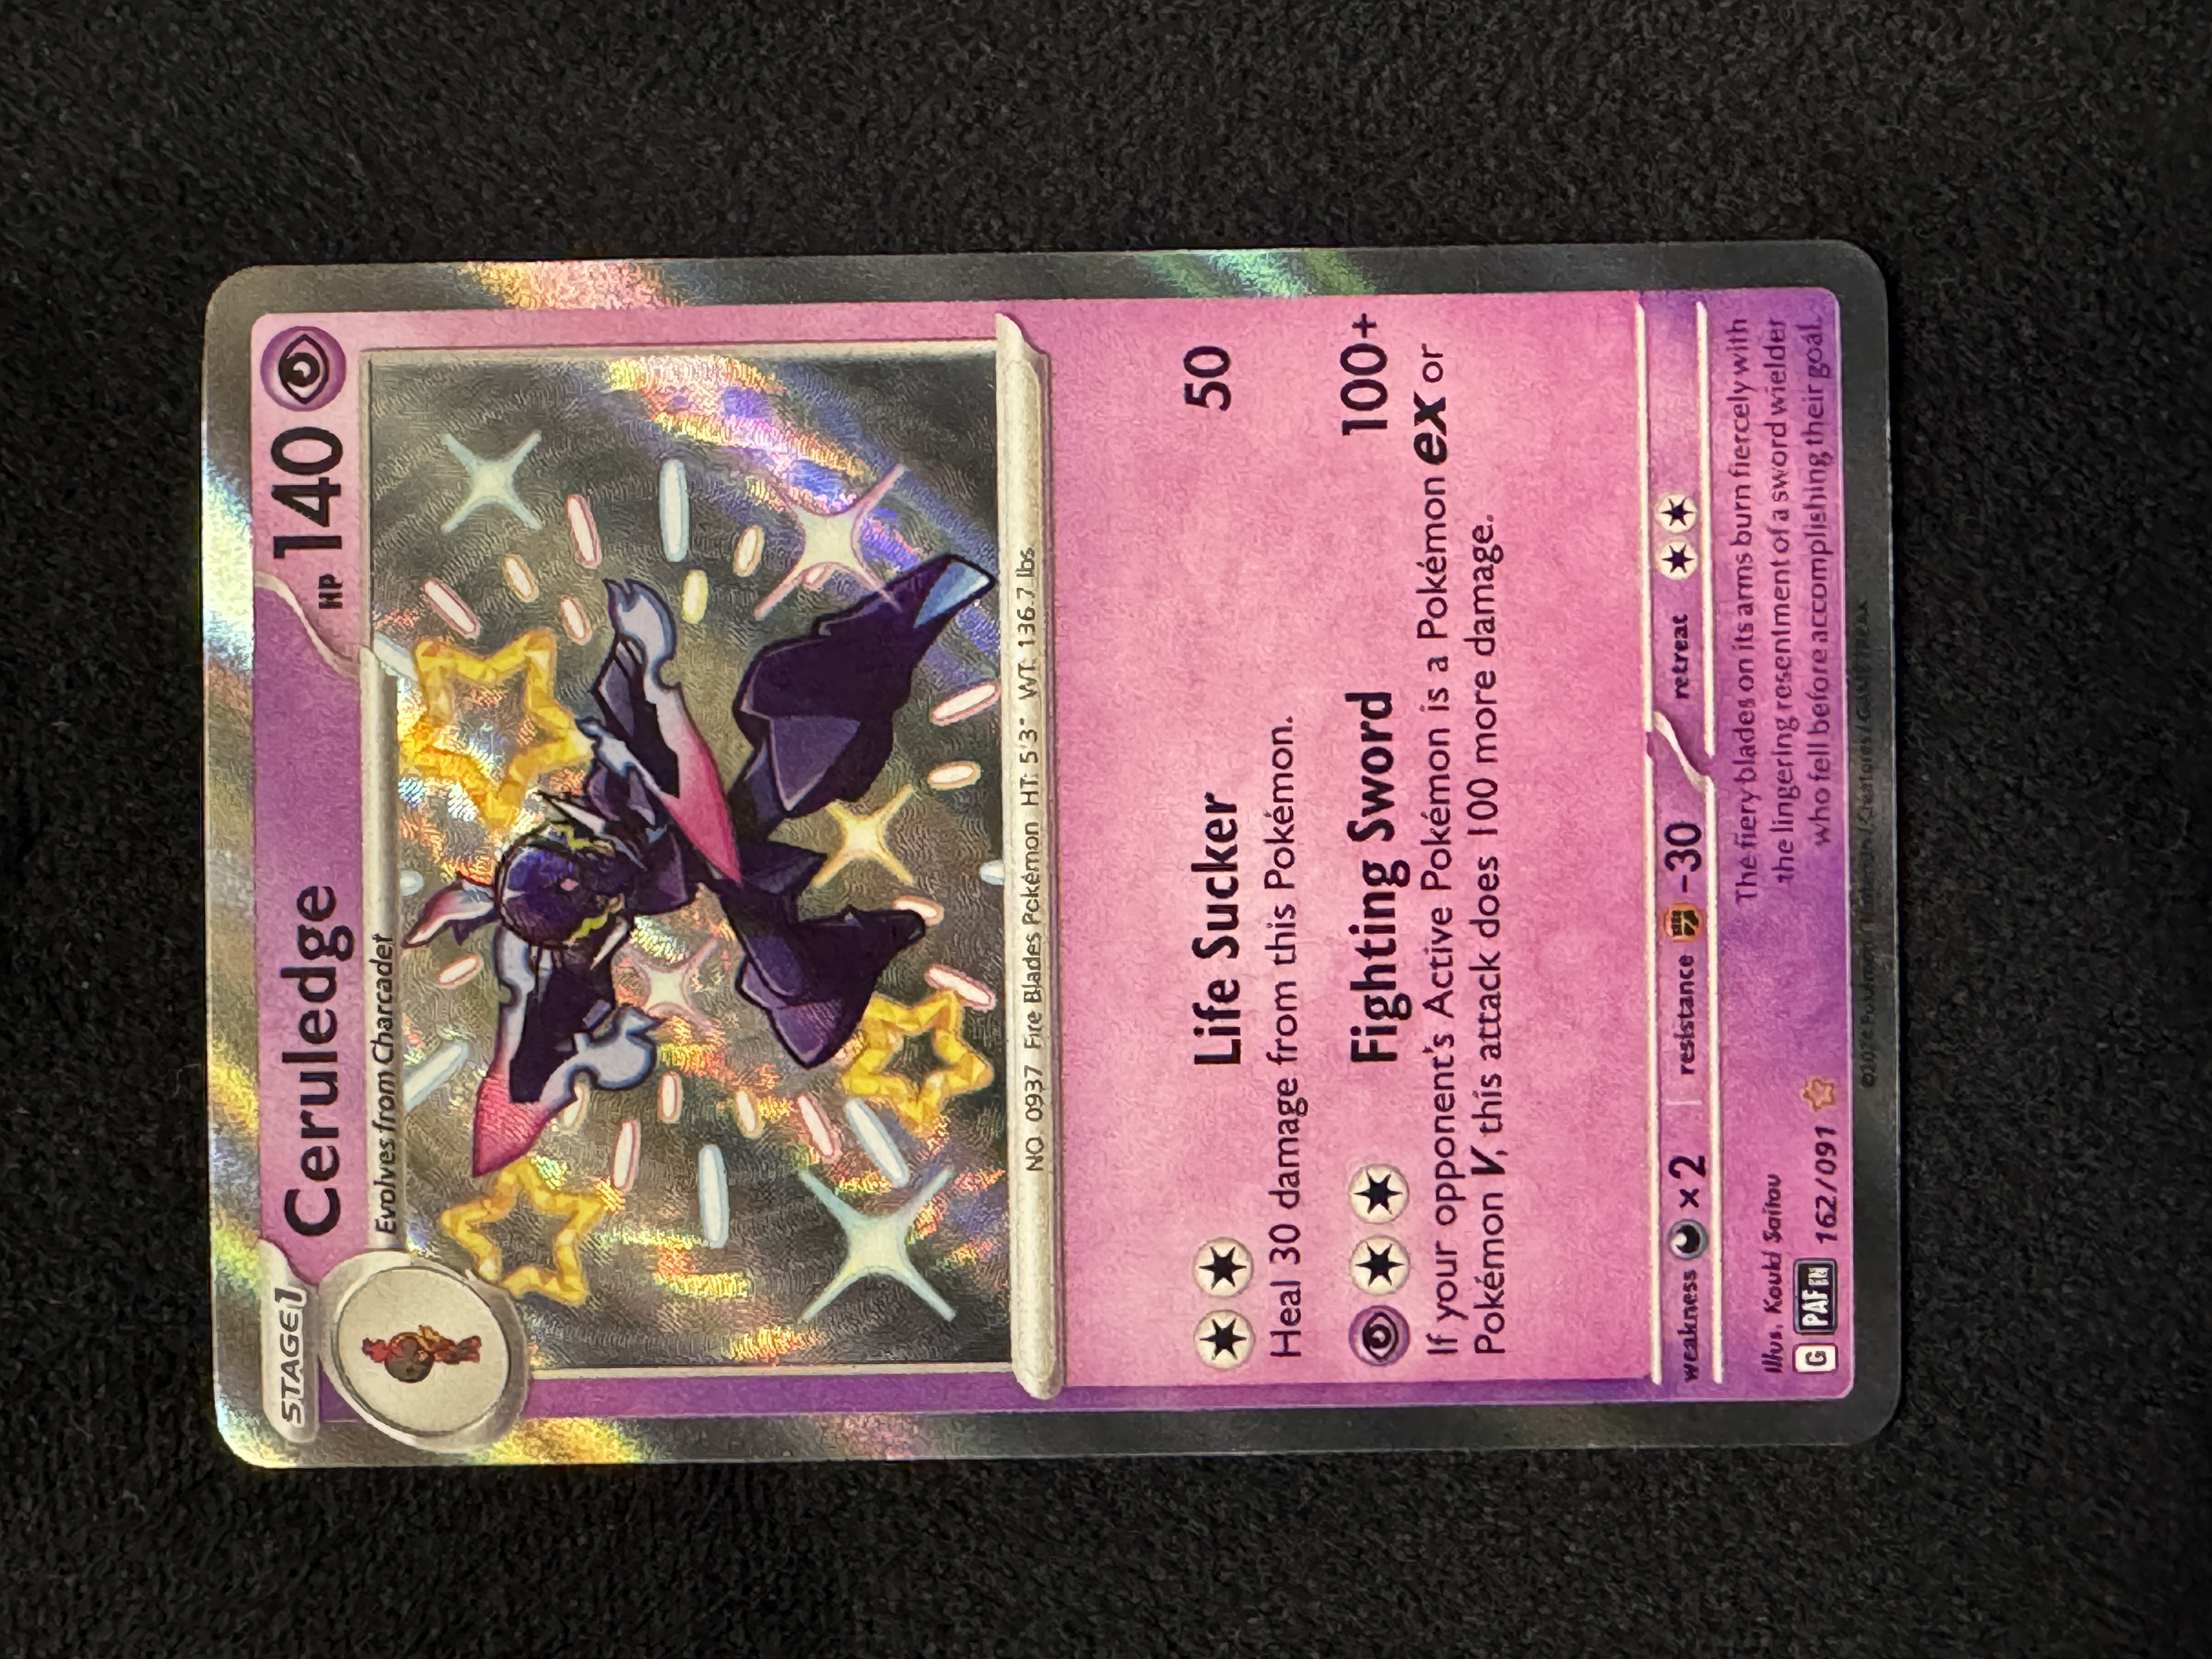 STAGE1
Ceruledge
HP 140
Evolves from Charcadet
NO. 0937 Fire Blades Pokémon HT: 5'3" WT: 136.7 lbs
Life Sucker 50
Heal 30 damage from this Pokémon.
Fighting Sword 100+
If your opponent's Active Pokémon is a Pokémon ex or
Pokémon V, this attack does 100 more damage.
weakness ×2 resistance -30 retreat
Illus. Kouki Saitou
G PAF EN 162/091
The fiery blades on its arms burn fiercely with
the lingering resentment of a sword wielder
who fell before accomplishing their goal.